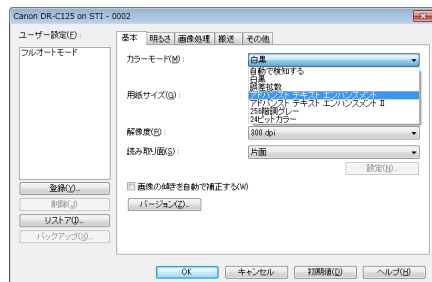 Canon DR-C125 on STI - 0002
ユーザー設定(E):
フルオートモード
登録(Y)...
削除(J)
リストア(I)...
バックアップ(X)...
基本 明るさ 画像処理 搬送 その他
カラーモード(M):
白黒
自動で検知する
白黒
誤差拡散
アドバンスト テキスト エンハンスメント
アドバンスト テキスト エンハンスメント II
256階調グレー
24ビットカラー
用紙サイズ(G):
解像度(R):
300 dpi
読み取り面(S):
片面
設定(N)...
画像の傾きを自動で補正する(W)
バージョン(Z)...
OK
キャンセル
初期値(D)
ヘルプ(H)